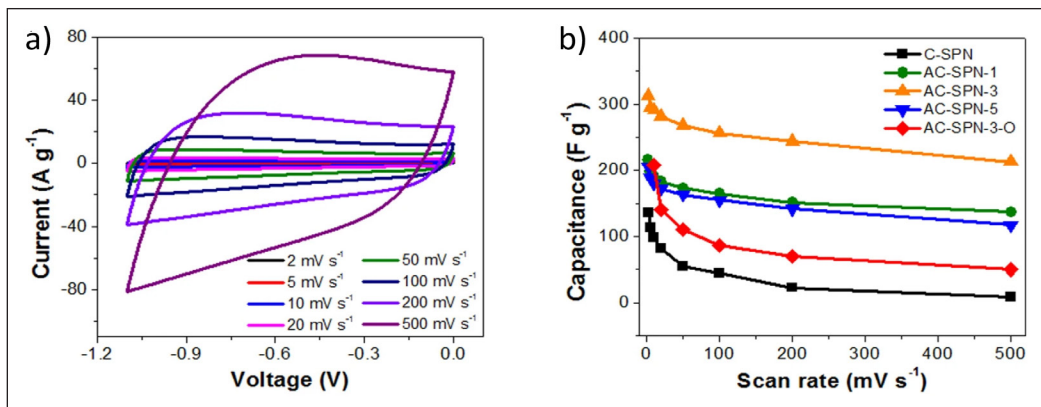 a)
80
40
0
-40
-80
Current (A g⁻¹)
2 mV s⁻¹
5 mV s⁻¹
10 mV s⁻¹
20 mV s⁻¹
50 mV s⁻¹
100 mV s⁻¹
200 mV s⁻¹
500 mV s⁻¹
-1.2 -0.9 -0.6 -0.3 0.0
Voltage (V)
b)
400
300
200
100
0
Capacitance (F g⁻¹)
C-SPN
AC-SPN-1
AC-SPN-3
AC-SPN-5
AC-SPN-3-O
0 100 200 300 400 500
Scan rate (mV s⁻¹)